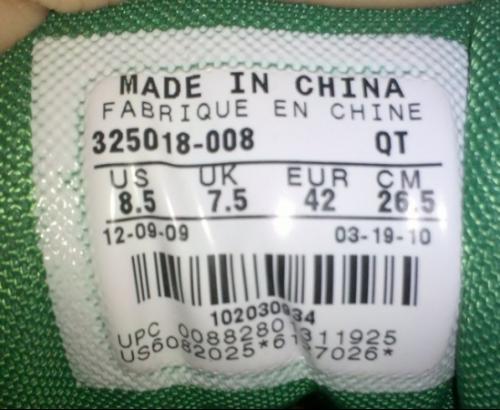 MADE IN CHINA
FABRIQUE EN CHINE
325018-008 QT
US UK EUR CM
8.5 7.5 42 26.5
12-09-09 03-19-10
UPC